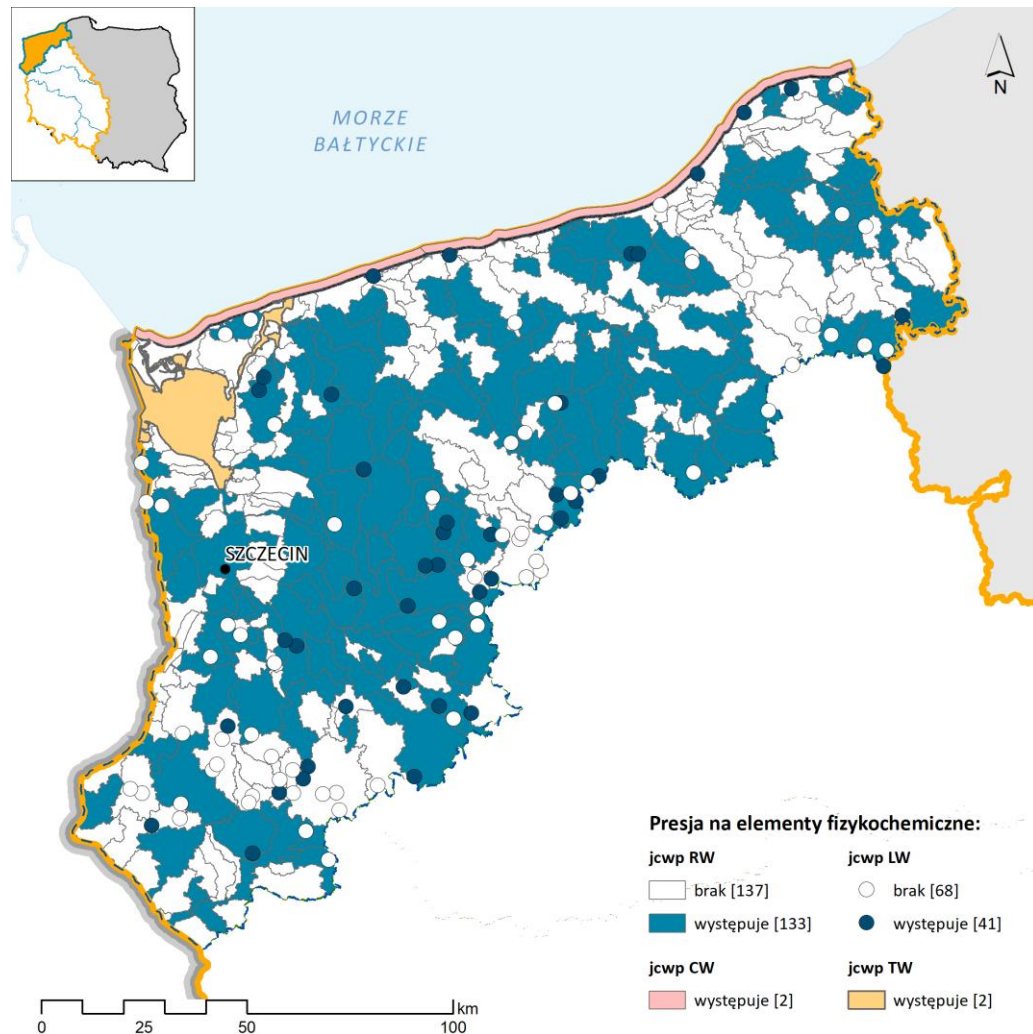 MORZE
BAŁTYCKIE
N
SZCZECIN
Presja na elementy fizykochemiczne:
jcwp RW
brak [137]
występuje [133]
jcwp LW
brak [68]
występuje [41]
jcwp CW
występuje [2]
jcwp TW
występuje [2]
km
0 25 50 100